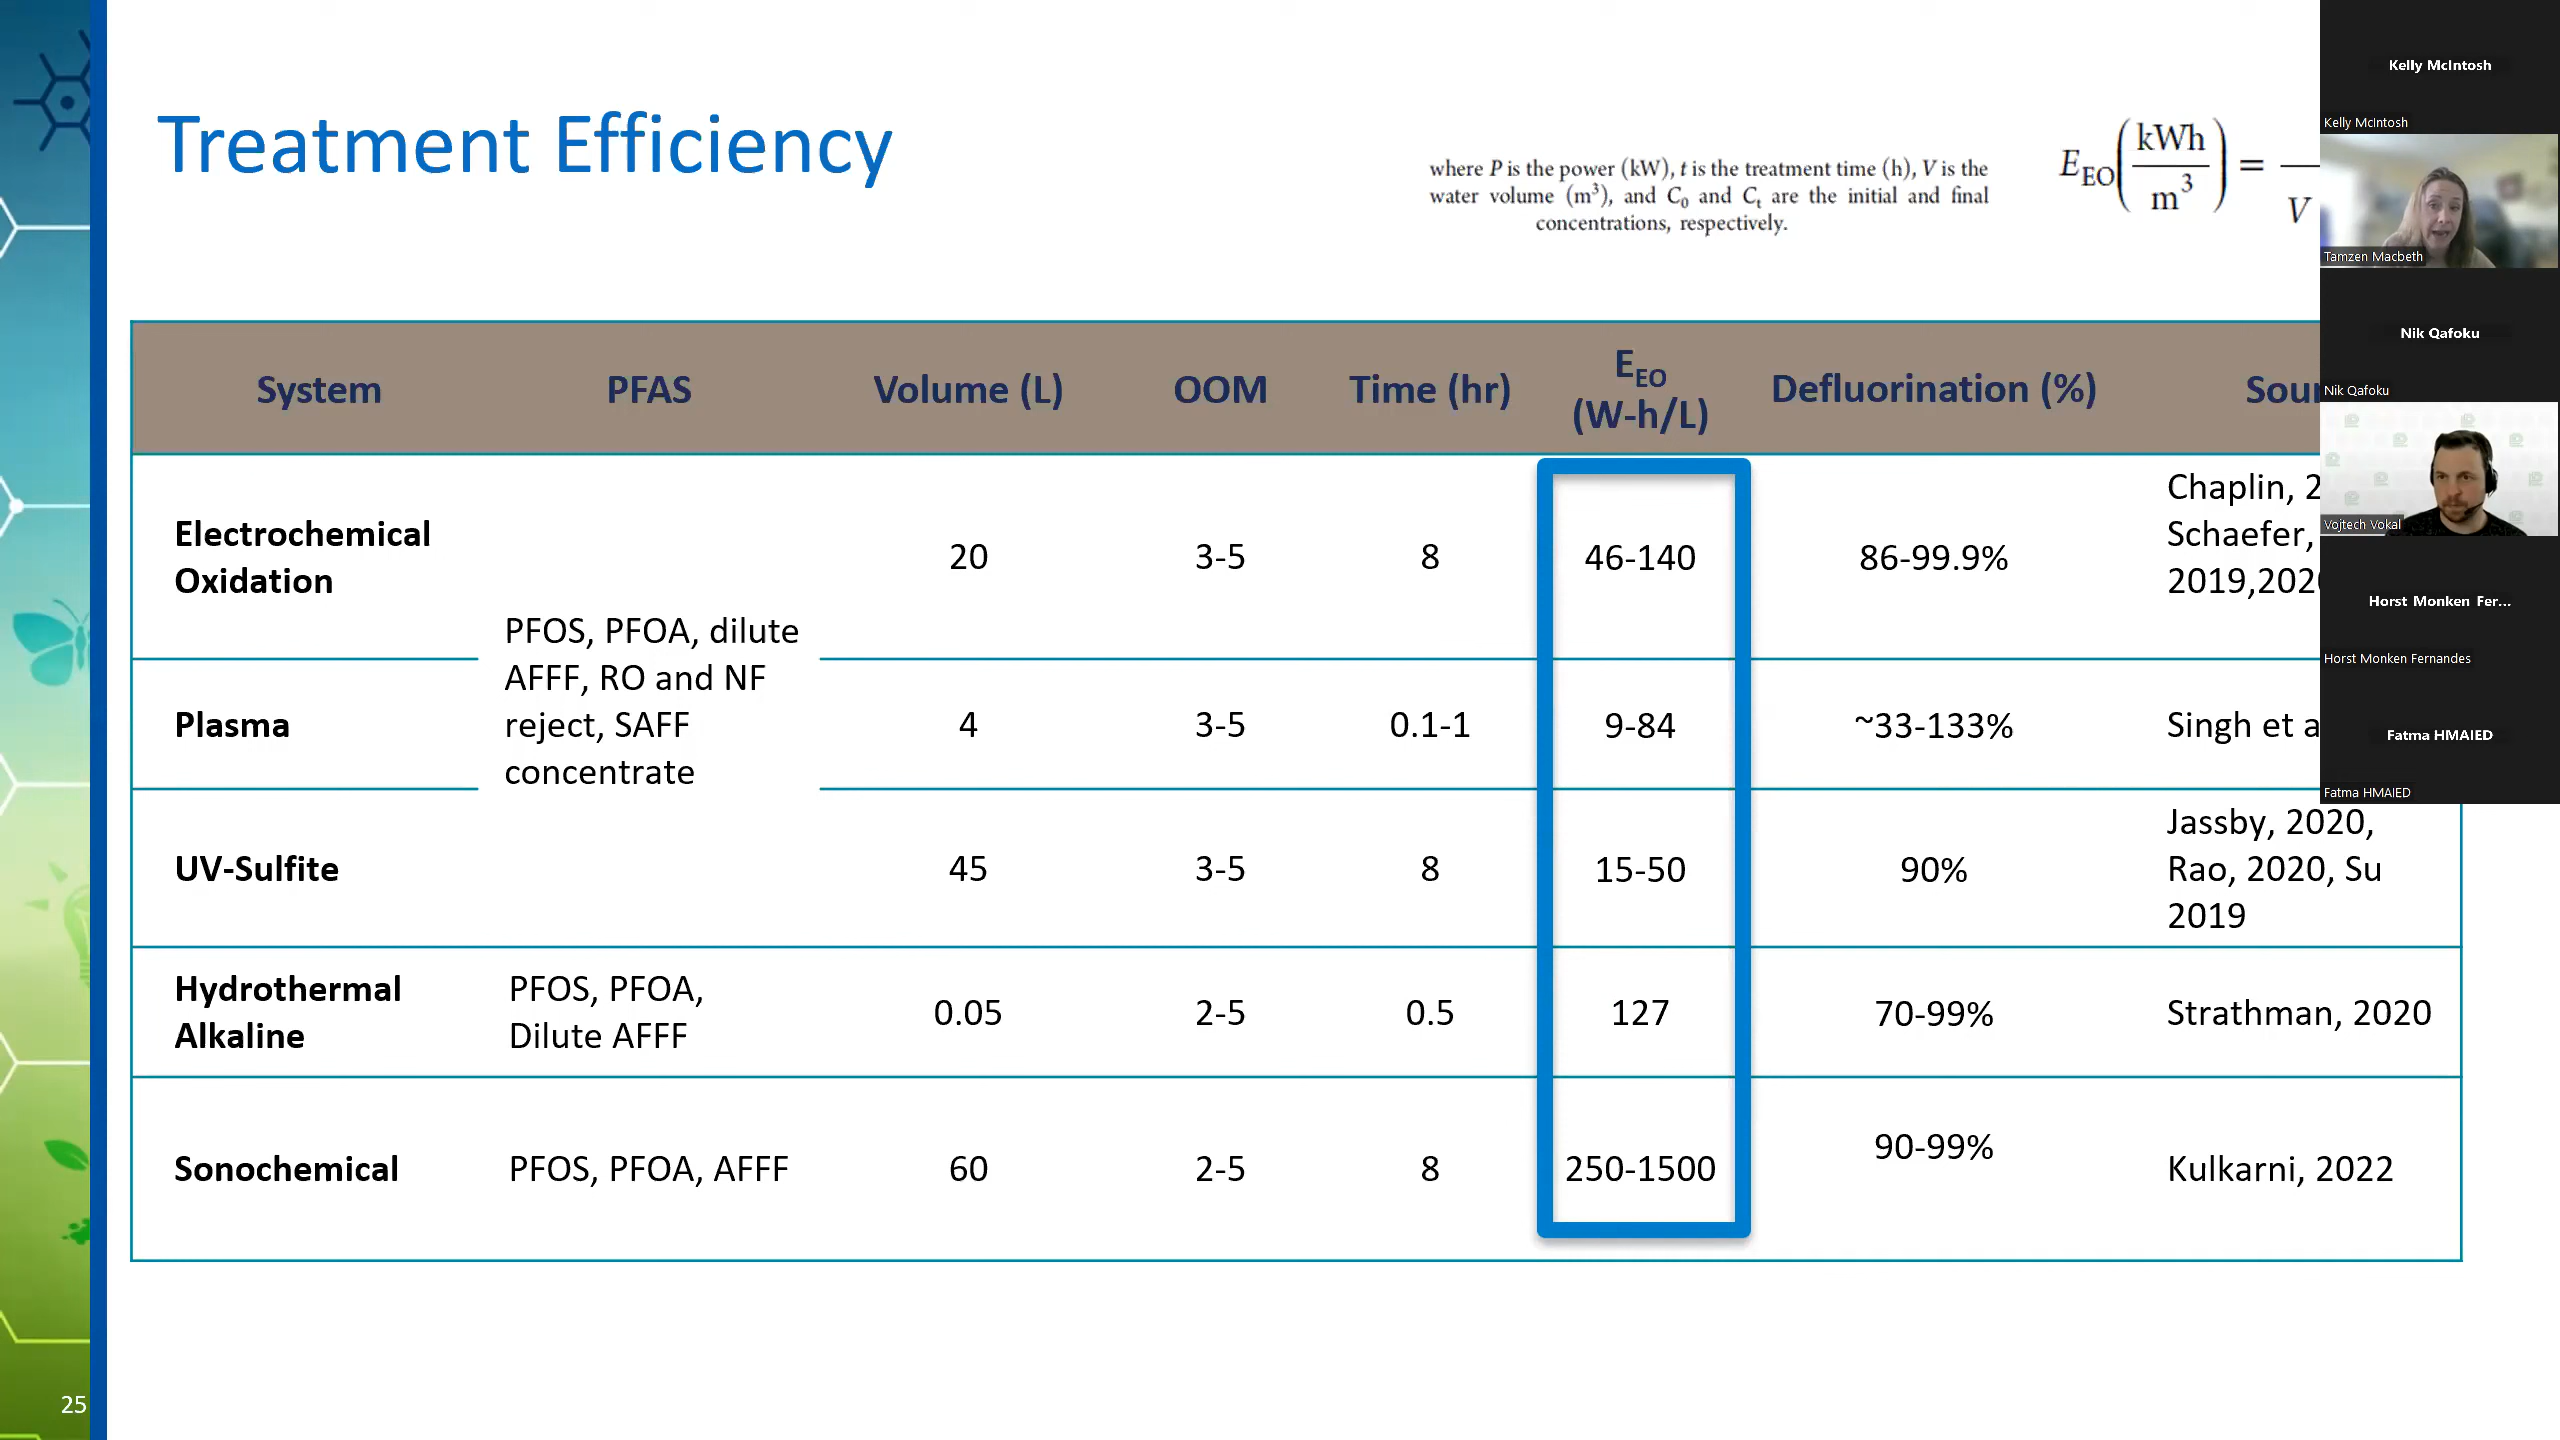 Treatment Efficiency
where P is the power (kW), t is the treatment time (h), V is the
water volume (m³), and C₀ and Cₜ are the initial and final
concentrations, respectively.
E_EO(kWh/m³) =
V
System PFAS Volume (L) OOM Time (hr) E_EO (W-h/L) Defluorination (%)
Electrochemical
Oxidation
20 3-5 8 46-140 86-99.9%
Chaplin,
Schaefer,
PFOS, PFOA, dilute
AFFF, RO and NF
reject, SAFF
concentrate
Plasma 4 3-5 0.1-1 9-84 ~33-133% Singh et
UV-Sulfite 45 3-5 8 15-50 90%
Jassby, 2020,
Rao, 2020, Su
2019
Hydrothermal
Alkaline
PFOS, PFOA,
Dilute AFFF
0.05 2-5 0.5 127 70-99% Strathman, 2020
Sonochemical PFOS, PFOA, AFFF 60 2-5 8 250-1500 90-99% Kulkarni, 2022
25
Kelly McIntosh
Kelly McIntosh
Tamzen Macbeth
Nik Qafoku
Nik Qafoku
Vojtech Vokal
Horst Monken Fer...
Horst Monken Fernandes
Fatma HMAIED
Fatma HMAIED